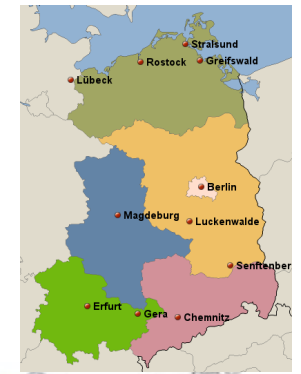 Stralsund
Rostock
Greifswald
Lübeck
Berlin
Magdeburg
Luckenwalde
Senftenber
Erfurt
Gera
Chemnitz